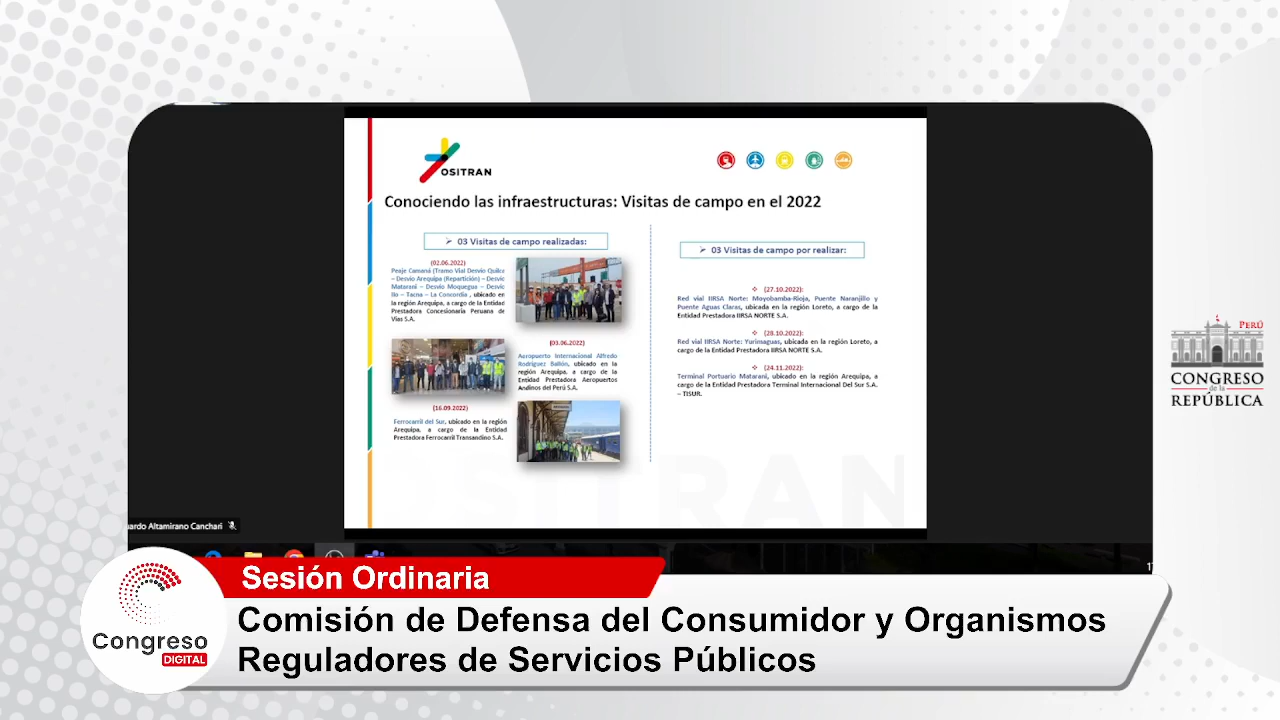 OSITRAN
Conociendo las infraestructuras: Visitas de campo en el 2022
➢ 03 Visitas de campo realizadas:
(02.06.2022)
Peaje Camaná (Tramo Vial Desvío Quilca
– Desvío Arequipa (Repartición) – Desvío
Matarani – Desvío Moquegua – Desvío
Ilo – Tacna – La Concordia , ubicado en
la región Arequipa, a cargo de la Entidad
Prestadora Concesionaria Peruana de
Vías S.A.
(03.06.2022)
Aeropuerto Internacional Alfredo
Rodríguez Ballón, ubicado en la
región Arequipa, a cargo de la
Entidad Prestadora Aeropuertos
Andinos del Perú S.A.
(16.09.2022)
Ferrocarril del Sur, ubicado en la región
Arequipa, a cargo de la Entidad
Prestadora Ferrocarril Transandino S.A.
➢ 03 Visitas de campo por realizar:
❖ (27.10.2022):
Red vial IIRSA Norte: Moyobamba-Rioja, Puente Naranjillo y
Puente Aguas Claras, ubicada en la región Loreto, a cargo de la
Entidad Prestadora IIRSA NORTE S.A.
❖ (28.10.2022):
Red vial IIRSA Norte: Yurimaguas, ubicada en la región Loreto, a
cargo de la Entidad Prestadora IIRSA NORTE S.A.
❖ (24.11.2022):
Terminal Portuario Matarani, ubicado en la región Arequipa, a
cargo de la Entidad Prestadora Terminal Internacional Del Sur S.A.
– TISUR.
OSITRAN
uardo Altamirano Canchari
PERÚ
CONGRESO
de la
REPÚBLICA
Sesión Ordinaria
Comisión de Defensa del Consumidor y Organismos
Reguladores de Servicios Públicos
Congreso
DIGITAL